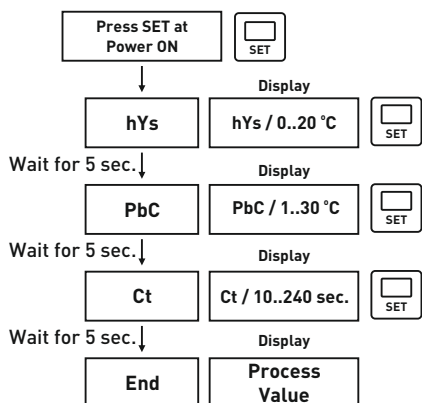 Press SET at
Power ON
SET
Display
hYs
hYs / 0..20 °C
SET
Wait for 5 sec.
Display
PbC
PbC / 1..30 °C
SET
Wait for 5 sec.
Display
Ct
Ct / 10..240 sec.
SET
Wait for 5 sec.
Display
End
Process
Value